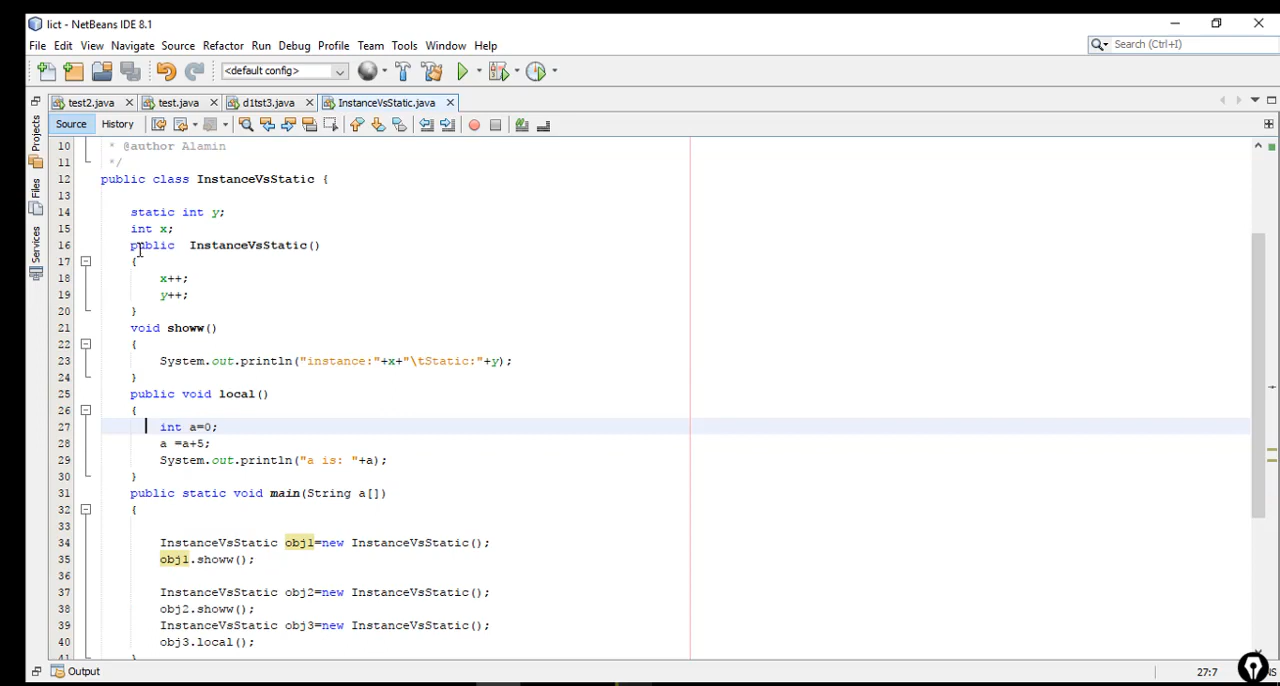 lict - NetBeans IDE 8.1
File Edit View Navigate Source Refactor Run Debug Profile Team Tools Window Help
Search (Ctrl+I)
<default config>
test2.java test.java d1tst3.java InstanceVsStatic.java
Source History
Projects
Files
Services
10 * @author Alamin
11 */
12 public class InstanceVsStatic {
13
14 static int y;
15 int x;
16 public  InstanceVsStatic()
17 {
18 x++;
19 y++;
20 }
21 void showw()
22 {
23 System.out.println("instance:"+x+"\tStatic:"+y);
24 }
25 public void local()
26 {
27 int a=0;
28 a =a+5;
29 System.out.println("a is: "+a);
30 }
31 public static void main(String a[])
32 {
33
34 InstanceVsStatic obj1=new InstanceVsStatic();
35 obj1.showw();
36
37 InstanceVsStatic obj2=new InstanceVsStatic();
38 obj2.showw();
39 InstanceVsStatic obj3=new InstanceVsStatic();
40 obj3.local();
41 }
Output
27:7